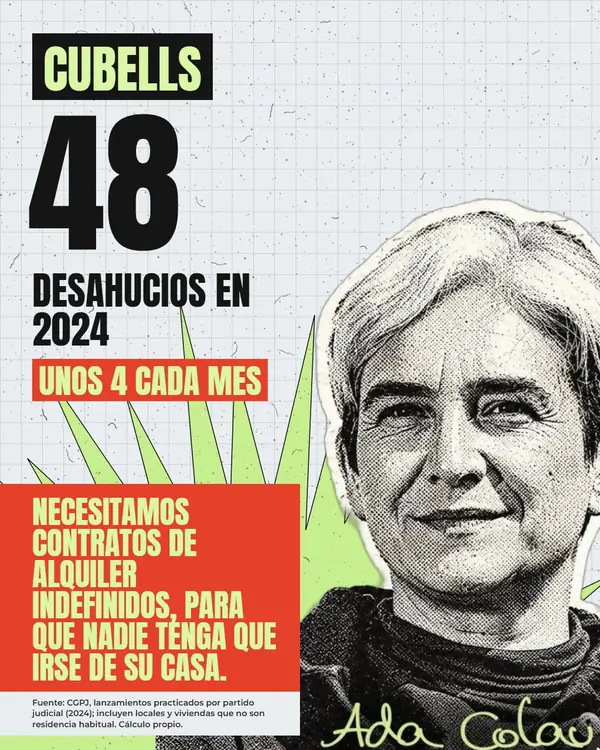 CUBELLS
48
DESAHUCIOS EN
2024
UNOS 4 CADA MES
NECESITAMOS
CONTRATOS DE
ALQUILER
INDEFINIDOS, PARA
QUE NADIE TENGA QUE
IRSE DE SU CASA.
Fuente: CGPJ, lanzamientos practicados por partido
judicial (2024); incluyen locales y viviendas que no son
residencia habitual. Cálculo propio.
Ada Colau